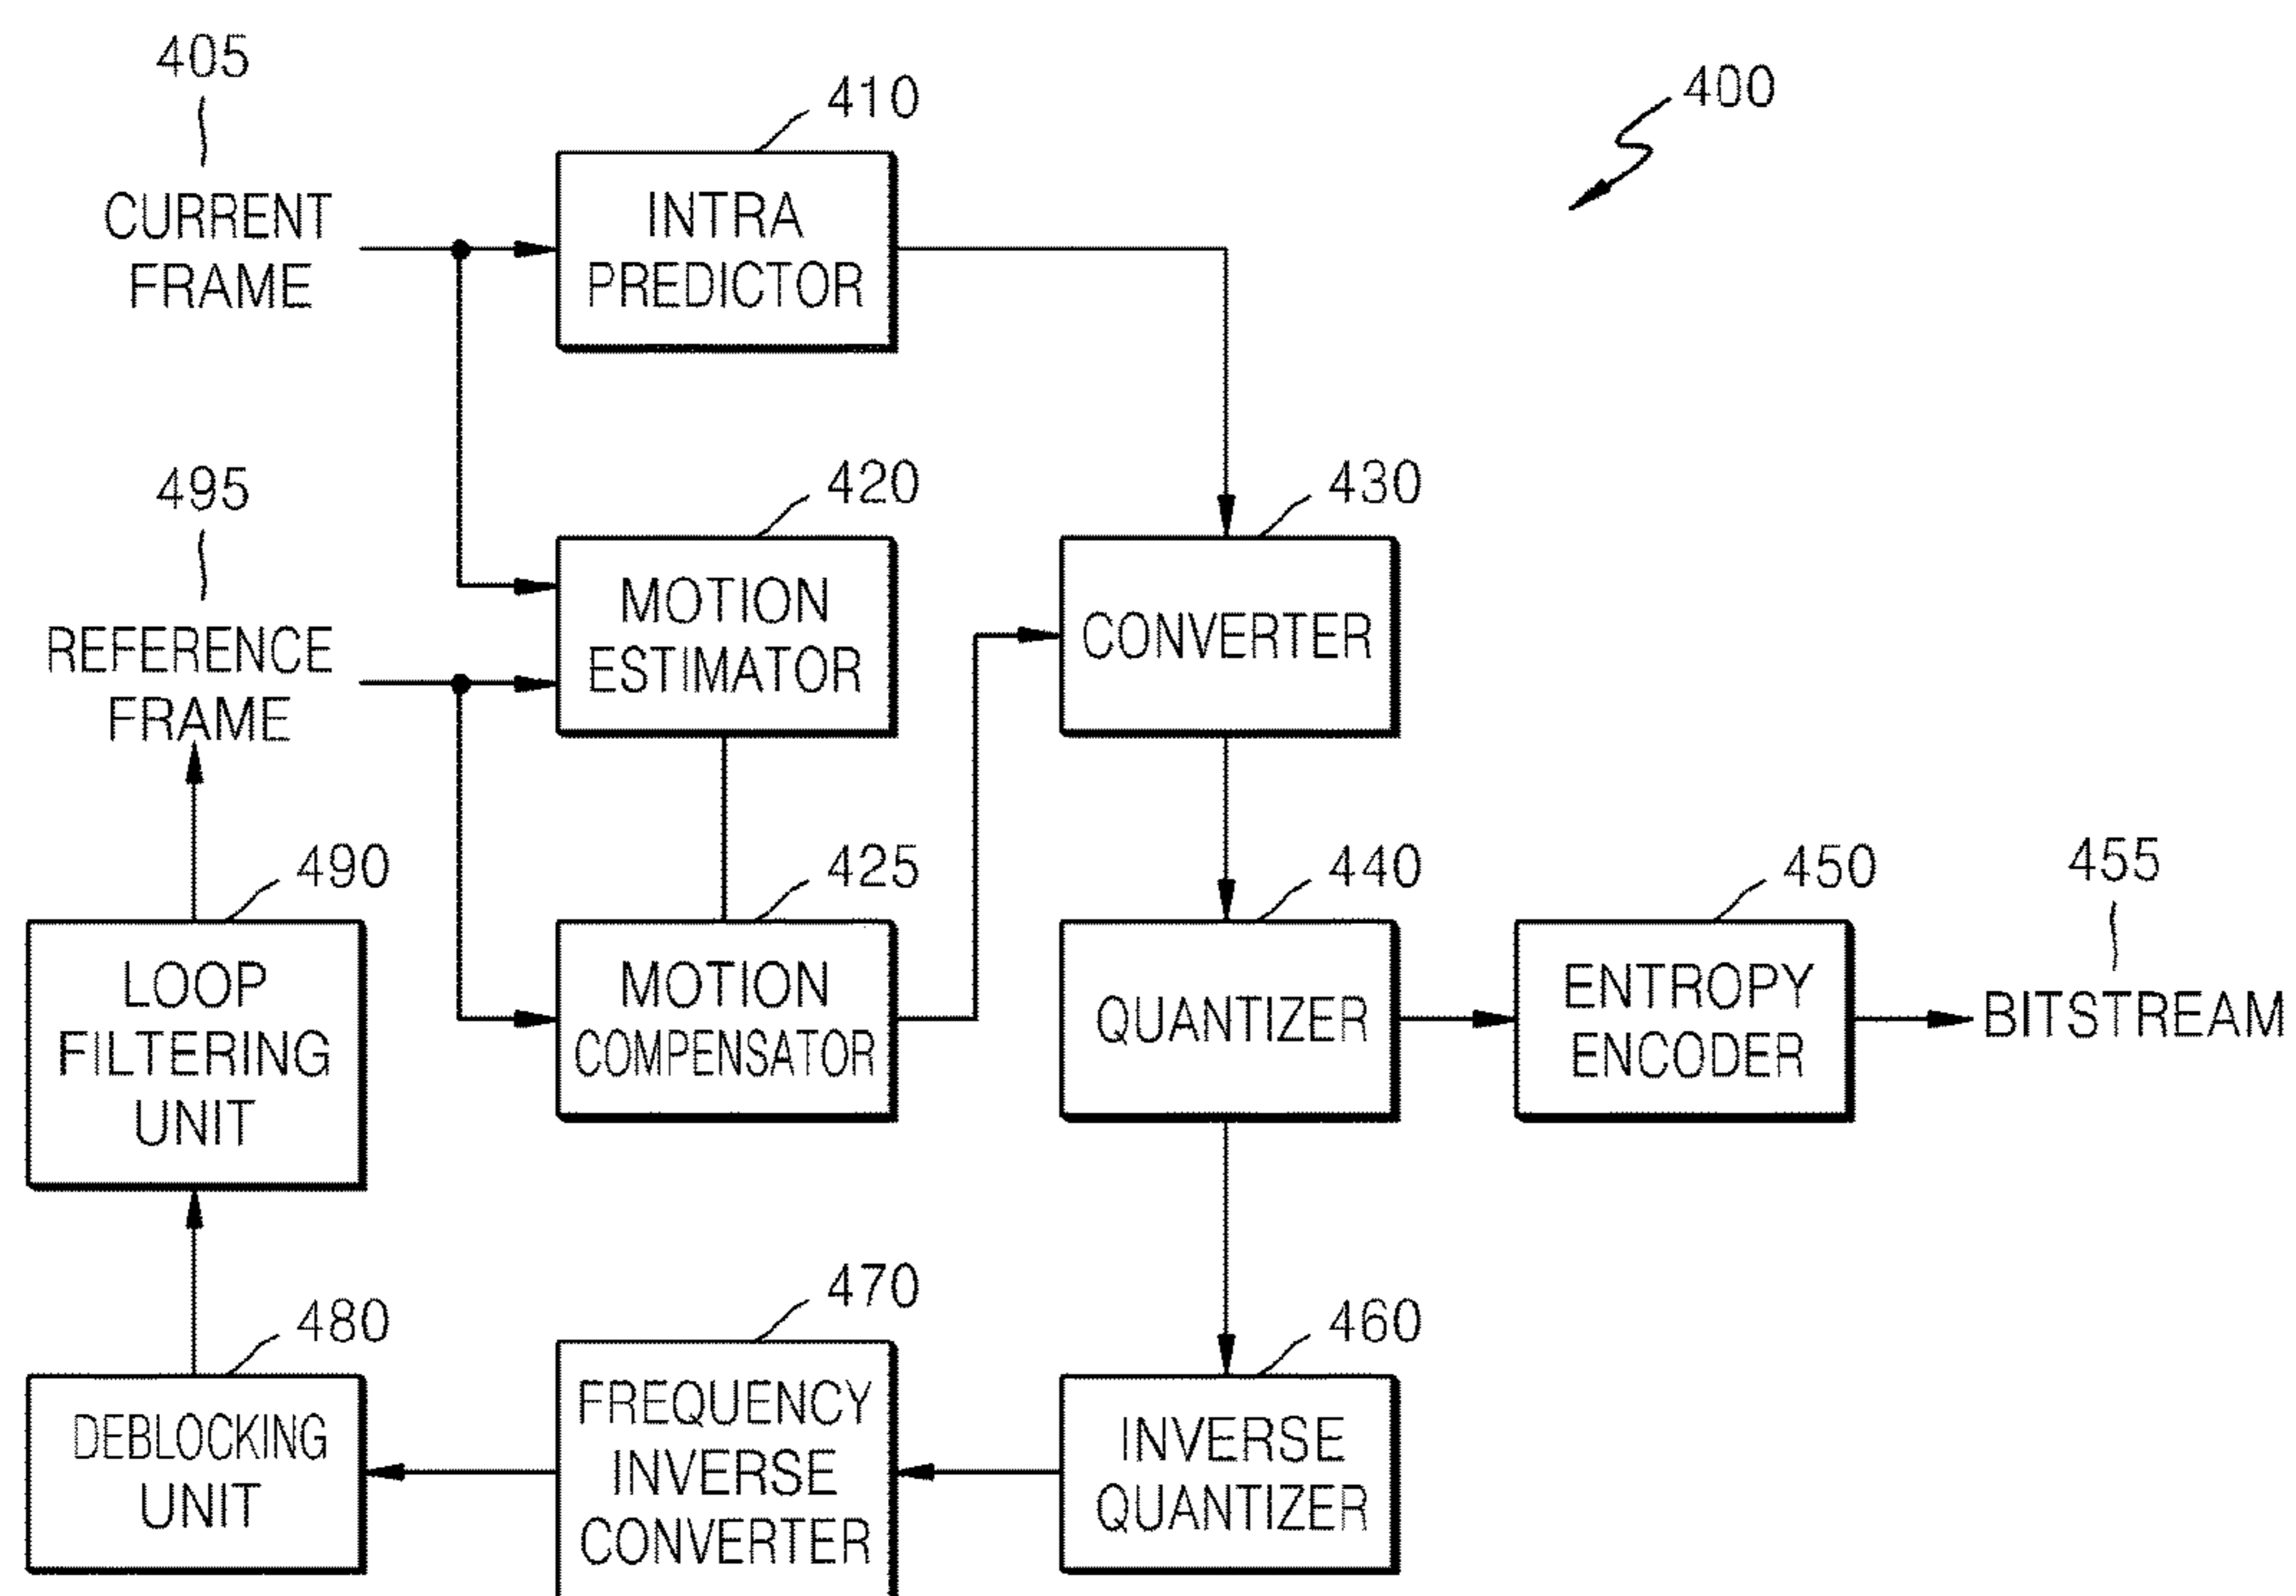 405
410
400
CURRENT
FRAME
INTRA
PREDICTOR
495
420
430
REFERENCE
FRAME
MOTION
ESTIMATOR
CONVERTER
490
425
440
450
455
LOOP
FILTERING
UNIT
MOTION
COMPENSATOR
QUANTIZER
ENTROPY
ENCODER
BITSTREAM
480
470
460
DEBLOCKING
UNIT
FREQUENCY
INVERSE
CONVERTER
INVERSE
QUANTIZER